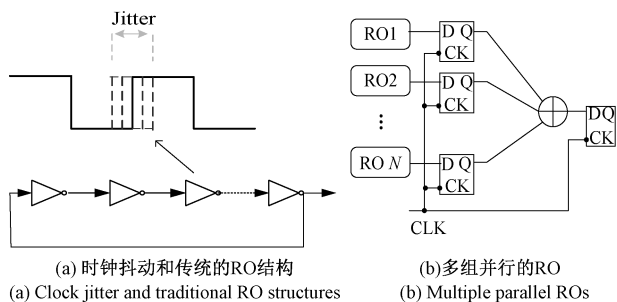 Jitter
(a) 时钟抖动和传统的RO结构
(a) Clock jitter and traditional RO structures
RO1
D Q
CK
RO2
D Q
CK
⋮
RO N
D Q
CK
DQ
CK
CLK
(b)多组并行的RO
(b) Multiple parallel ROs